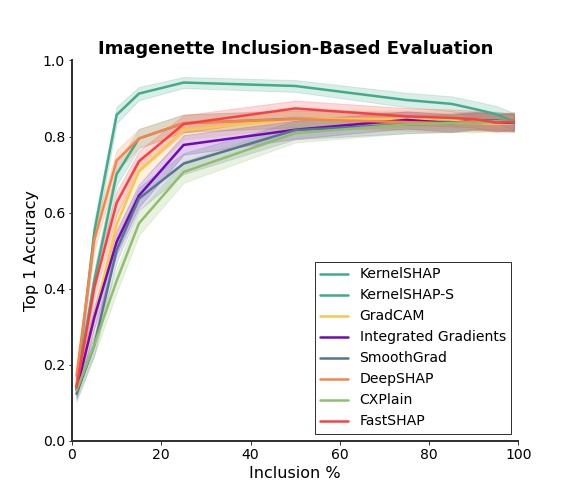 Imagenette Inclusion-Based Evaluation
1.0
0.8
0.6
0.4
0.2
0.0
Top 1 Accuracy
KernelSHAP
KernelSHAP-S
GradCAM
Integrated Gradients
SmoothGrad
DeepSHAP
CXPlain
FastSHAP
0 20 40 60 80 100
Inclusion %